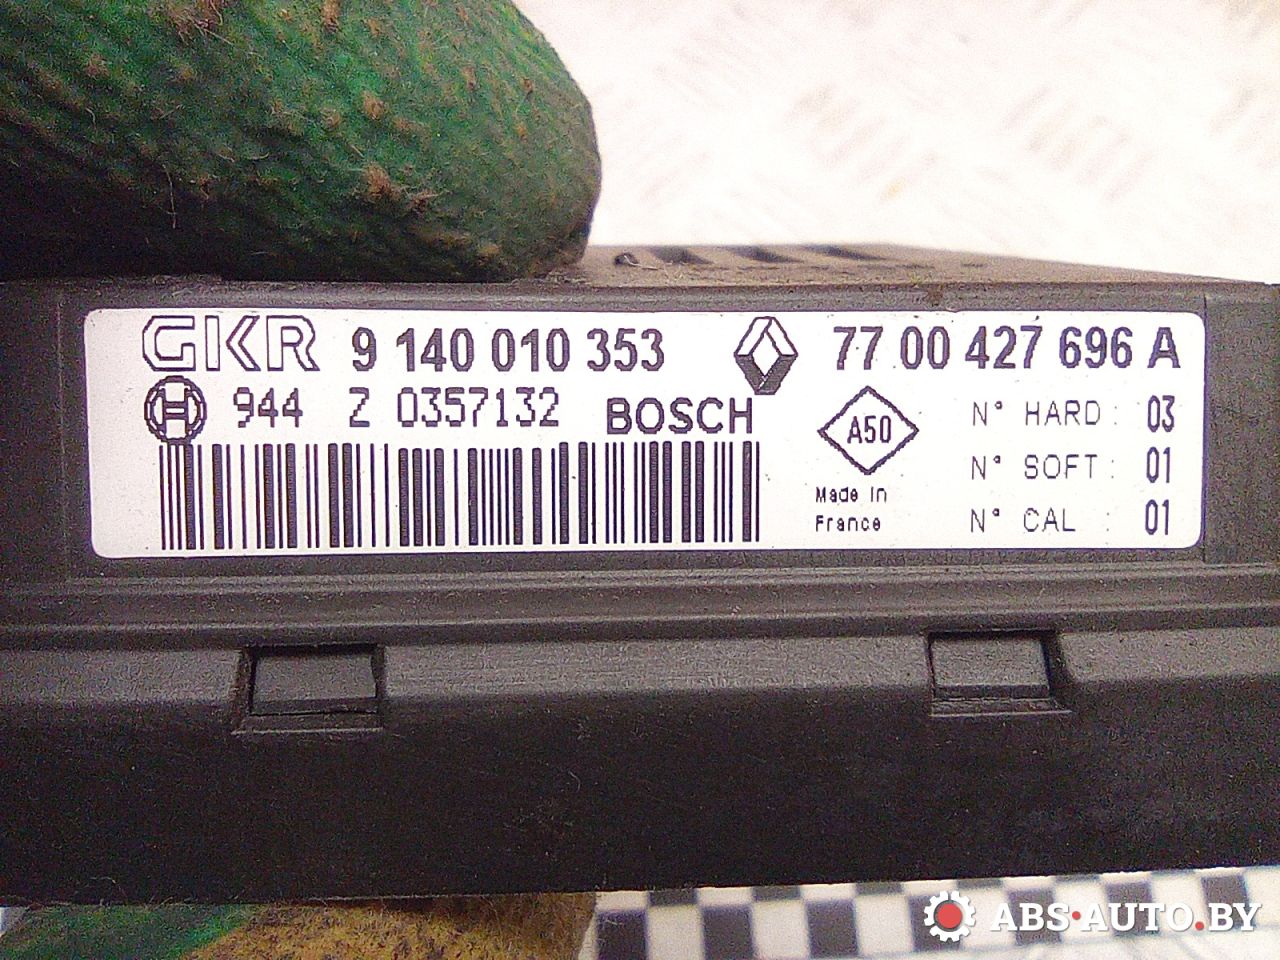 GKR 9 140 010 353 77 00 427 696 A
944 Z 0357132 BOSCH A50 N° HARD : 03
N° SOFT : 01
Made in
France N° CAL : 01
ABS-AUTO.BY